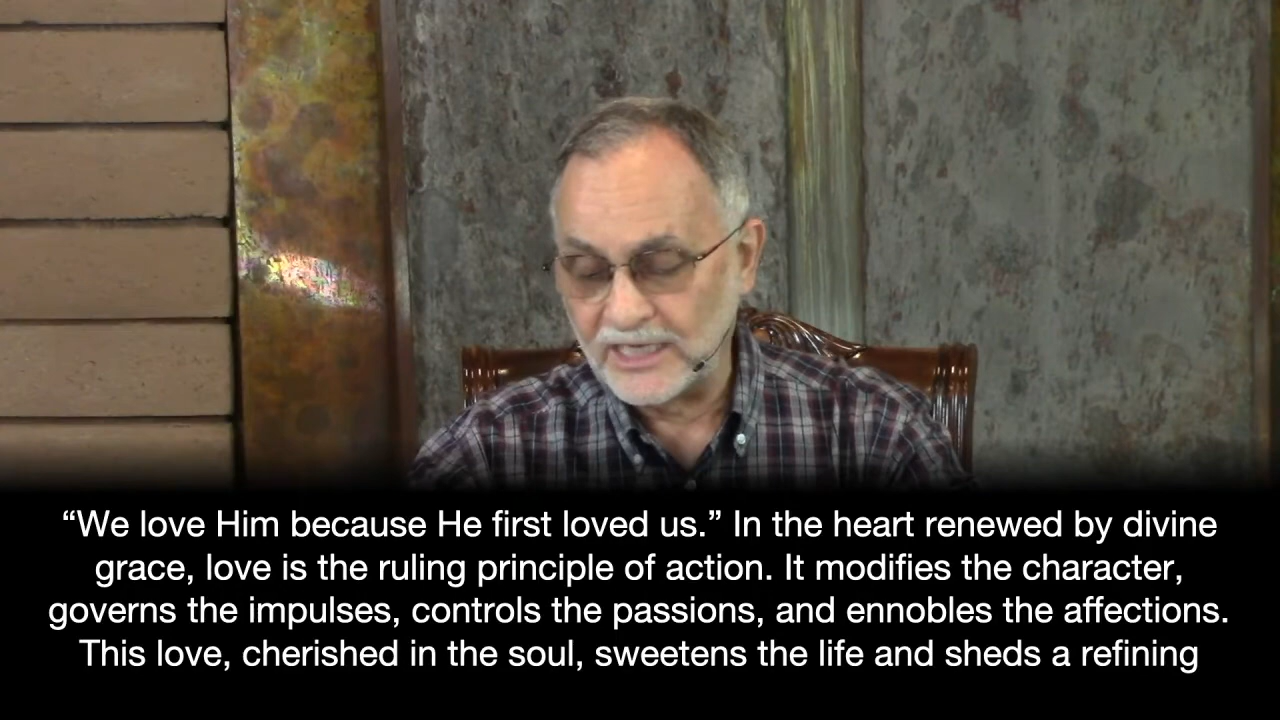 “We love Him because He first loved us.” In the heart renewed by divine
grace, love is the ruling principle of action. It modifies the character,
governs the impulses, controls the passions, and ennobles the affections.
This love, cherished in the soul, sweetens the life and sheds a refining